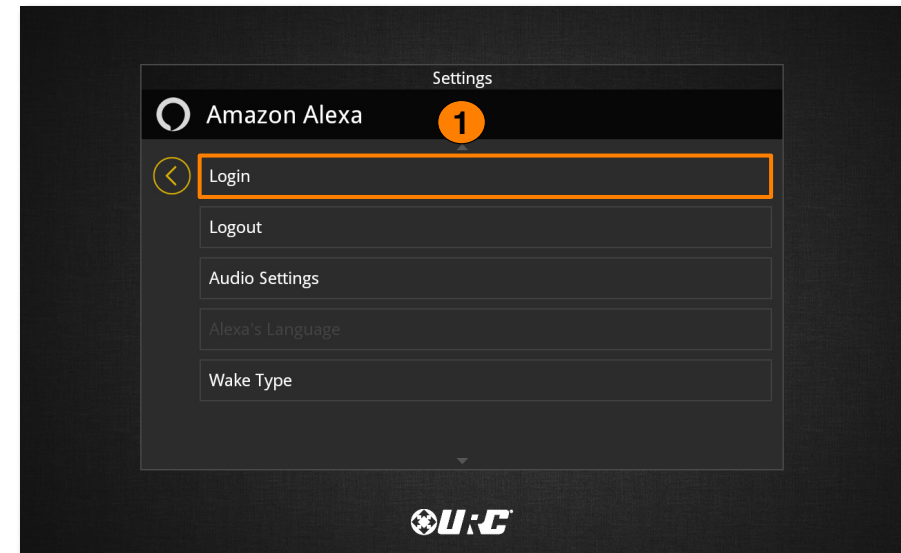 Settings
Amazon Alexa
1
Login
Logout
Audio Settings
Alexa's Language
Wake Type
URC